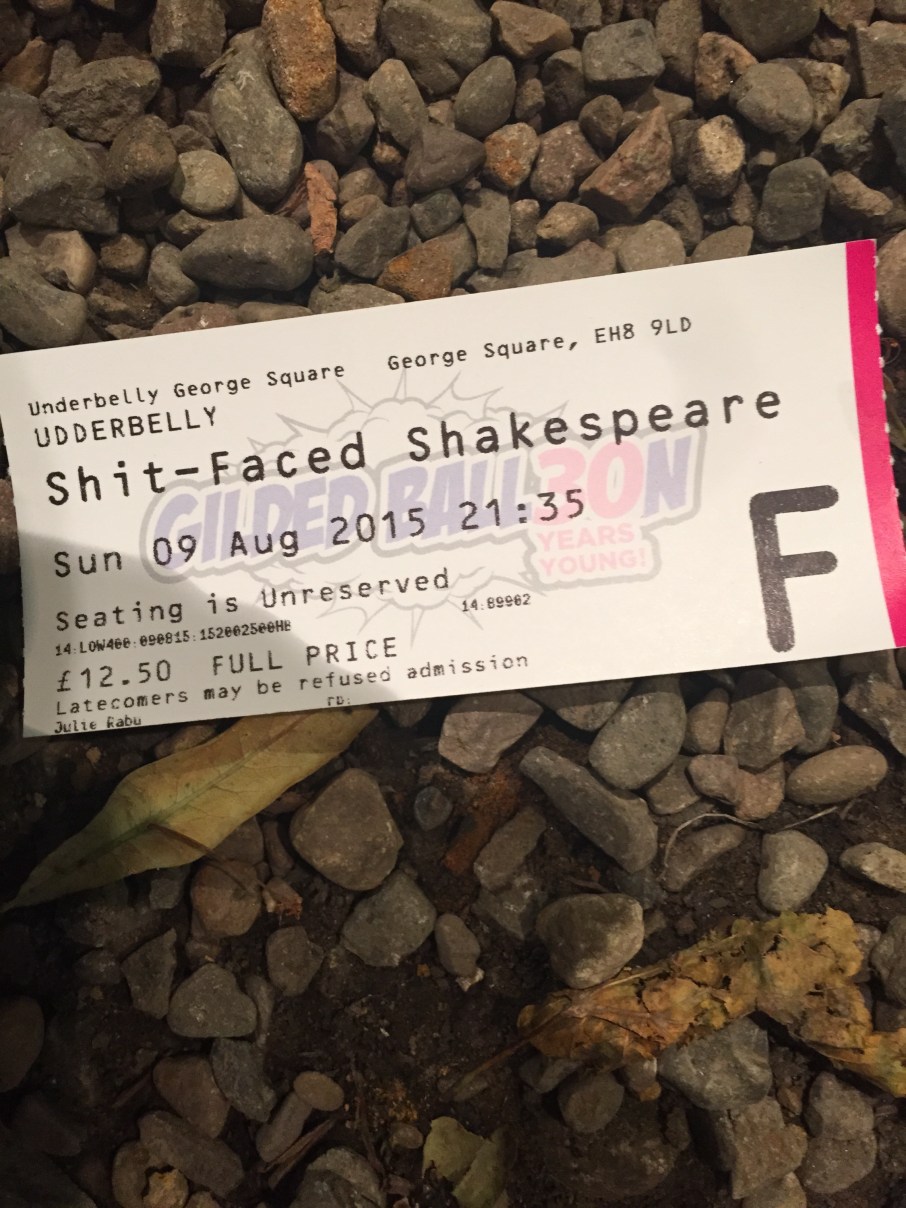 Underbelly George Square George Square, EH8 9LD
UDDERBELLY
Shit-Faced Shakespeare
GILDED BALLOON
30
YEARS
YOUNG!
Sun 09 Aug 2015 21:35
Seating is Unreserved
14:89902
14:LOW400:090815:152002500HB
£12.50 FULL PRICE
Latecomers may be refused admission
Julie Rabu
F